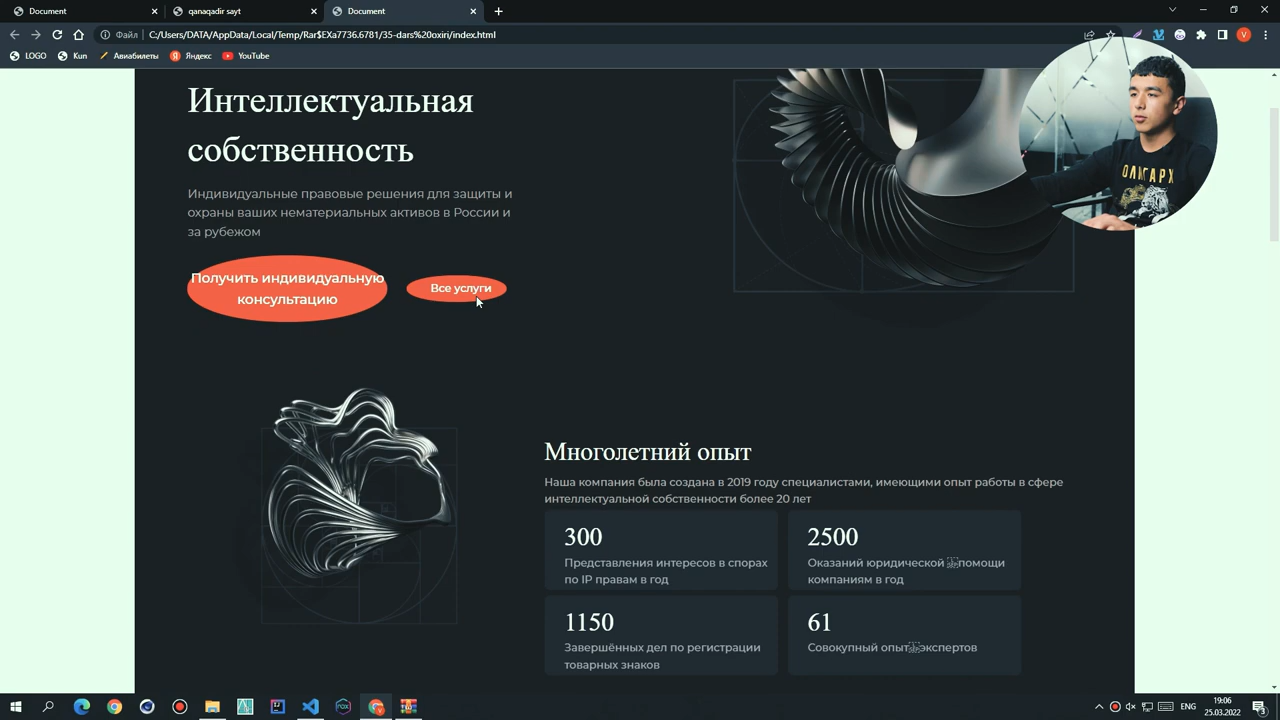 Document
qanaqadir sayt
Document
Файл
C:/Users/DATA/AppData/Local/Temp/Rar$EXa7736.6781/35-dars%20oxiri/index.html
V
LOGO
Kun
Авиабилеты
Яндекс
YouTube
ОЛИГАРХ
Интеллектуальная
собственность
Индивидуальные правовые решения для защиты и
охраны ваших нематериальных активов в России и
за рубежом
Получить индивидуальную
консультацию
Все услуги
Многолетний опыт
Наша компания была создана в 2019 году специалистами, имеющими опыт работы в сфере
интеллектуальной собственности более 20 лет
300
Представления интересов в спорах
по IP правам в год
2500
Оказаний юридической помощи
компаниям в год
1150
Завершённых дел по регистрации
товарных знаков
61
Совокупный опыт экспертов
ENG
19:06
25.03.2022